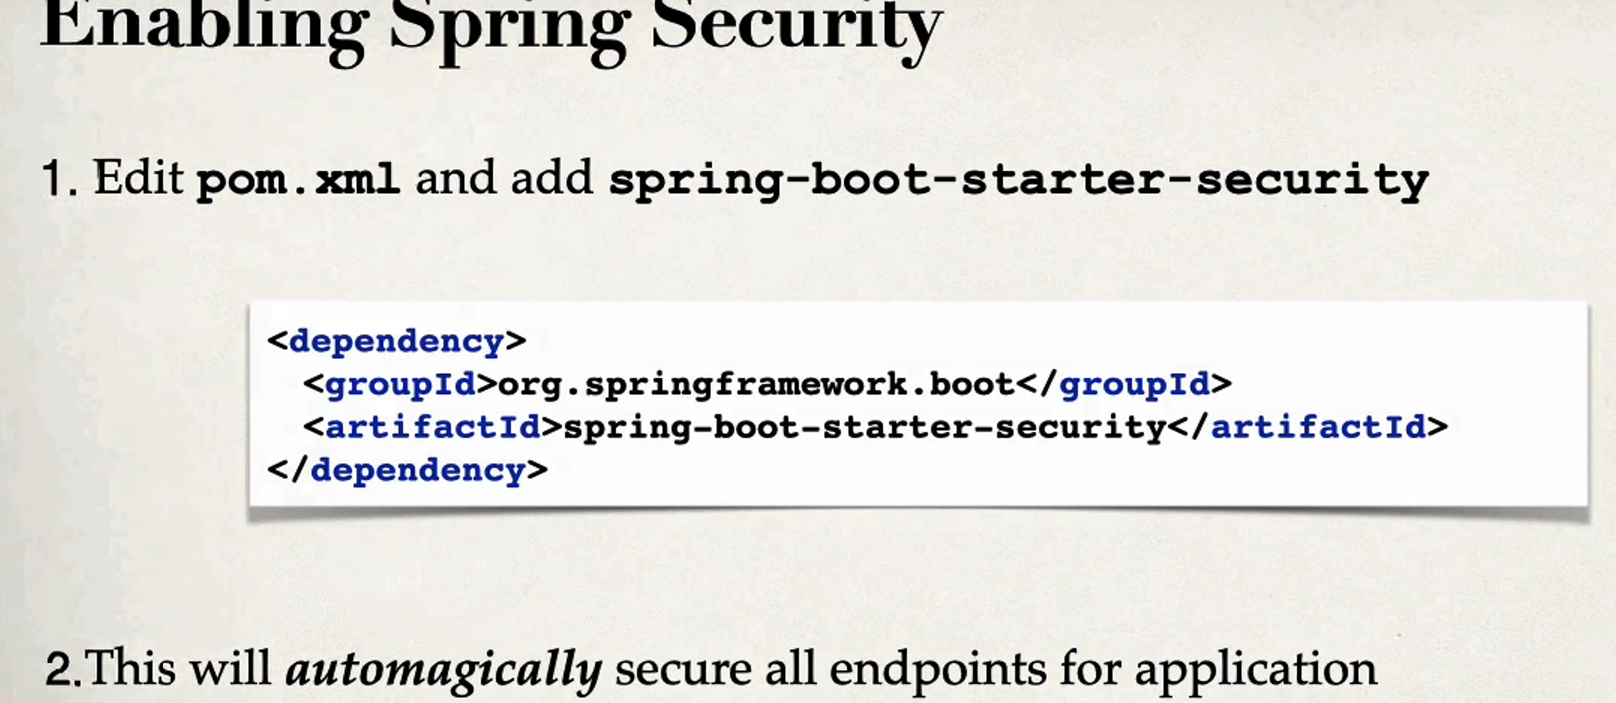 Enabling Spring Security
1. Edit pom.xml and add spring-boot-starter-security
<dependency>
<groupId>org.springframework.boot</groupId>
<artifactId>spring-boot-starter-security</artifactId>
</dependency>
2.This will automagically secure all endpoints for application